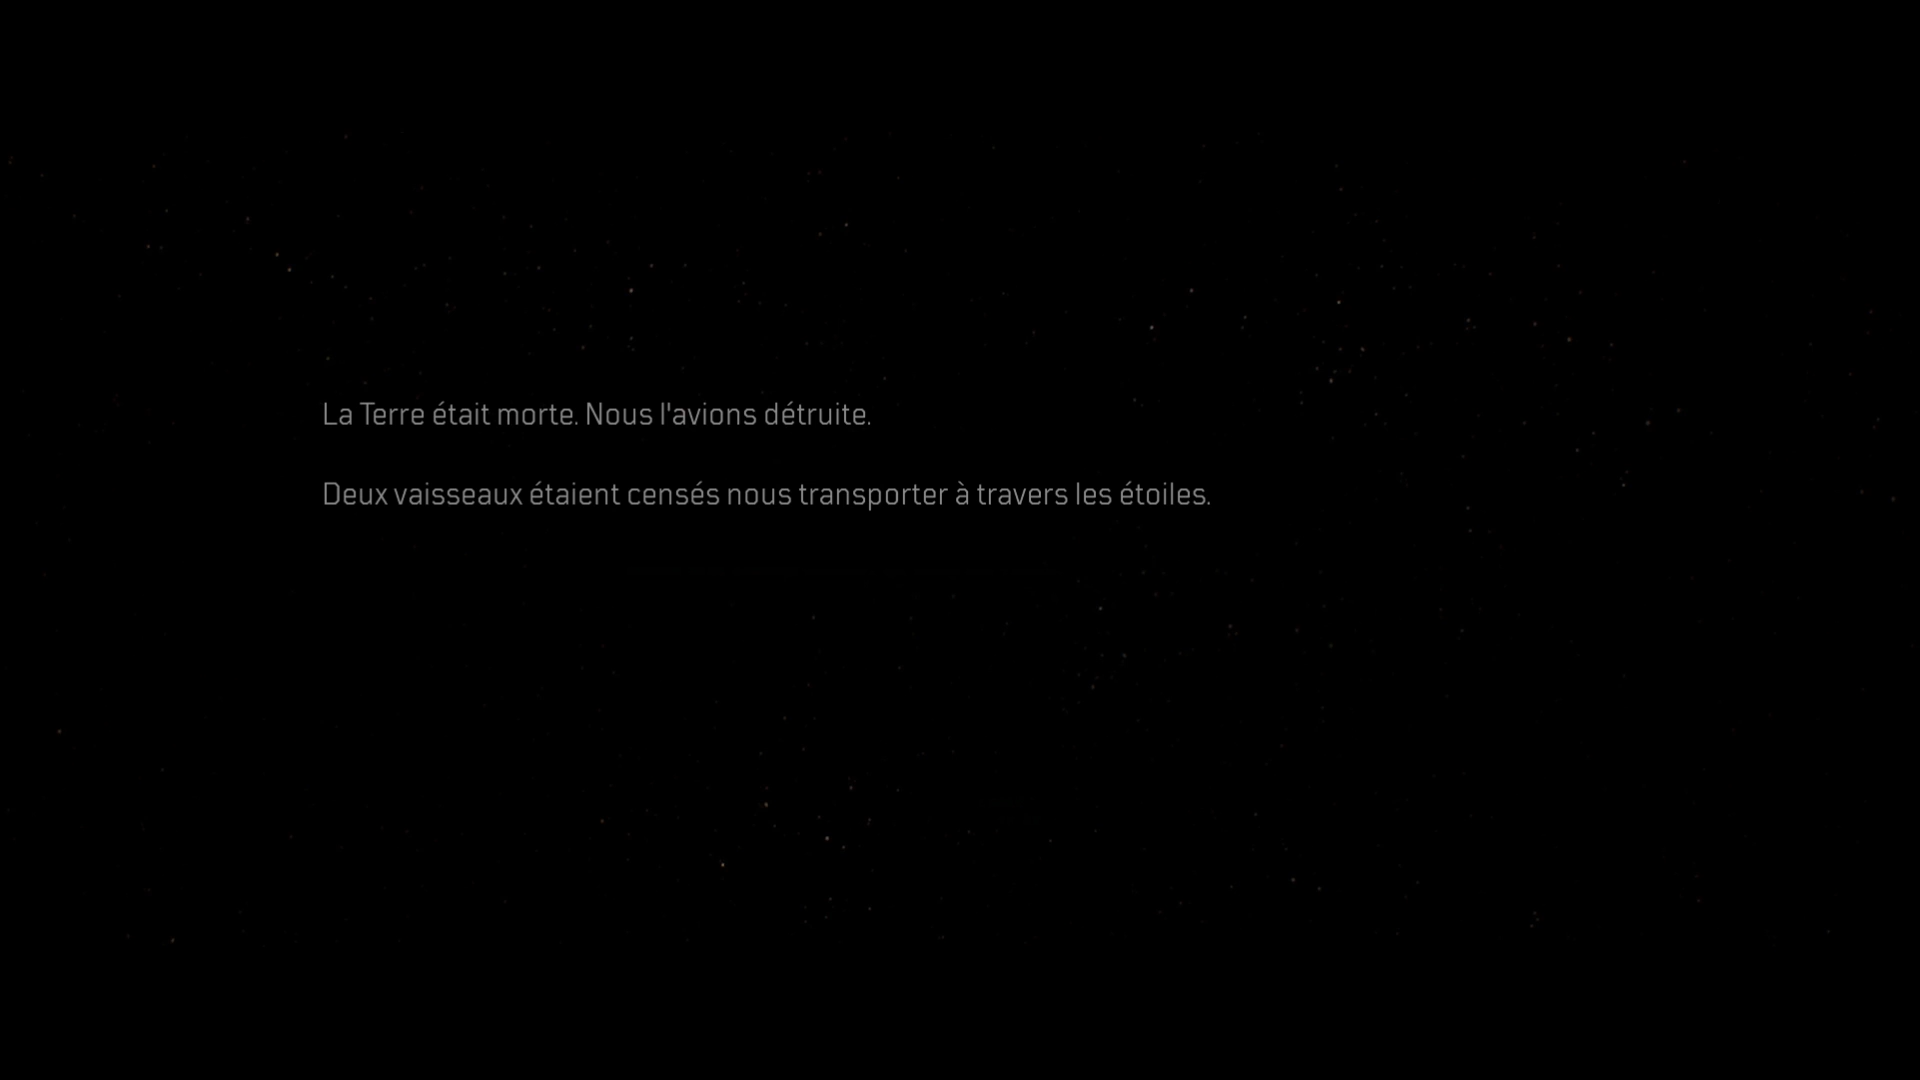 La Terre était morte. Nous l'avions détruite.
Deux vaisseaux étaient censés nous transporter à travers les étoiles.